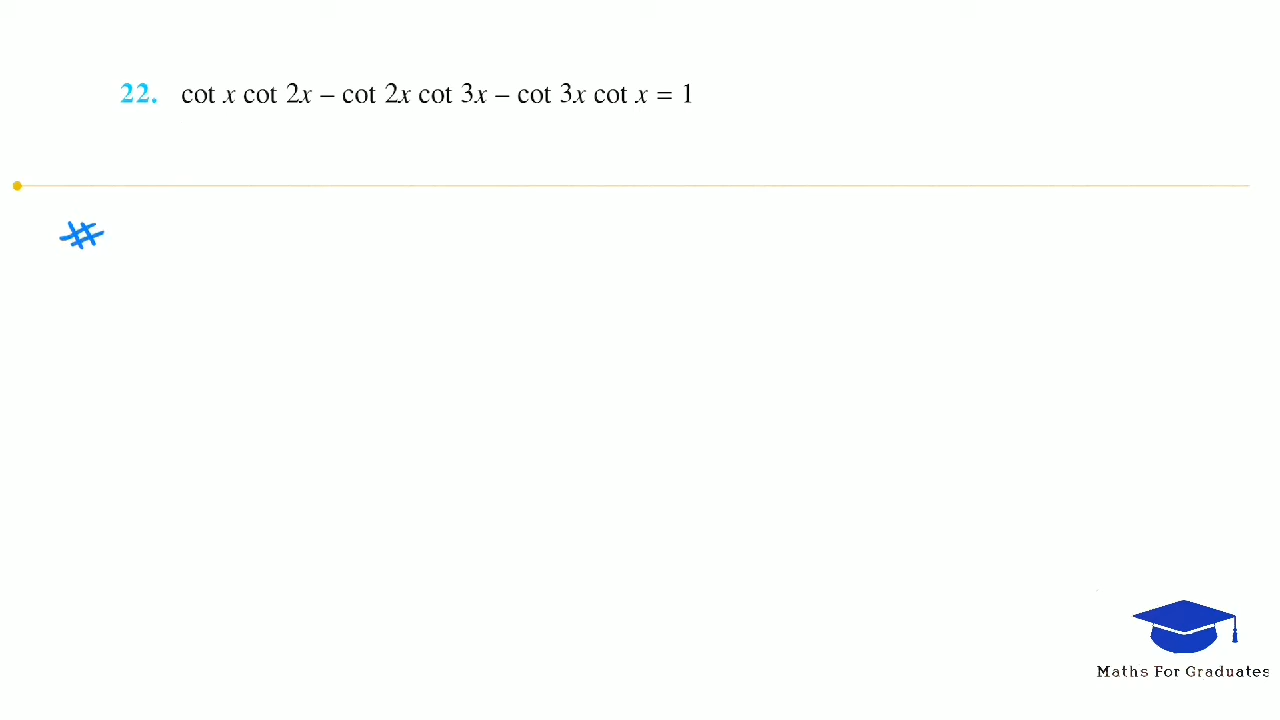 22. cot x cot 2x – cot 2x cot 3x – cot 3x cot x = 1
#
Maths For Graduates